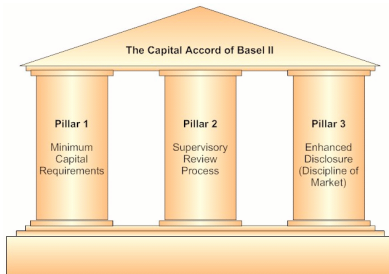 The Capital Accord of Basel II
Pillar 1
Minimum
Capital
Requirements
Pillar 2
Supervisory
Review
Process
Pillar 3
Enhanced
Disclosure
(Discipline of
Market)